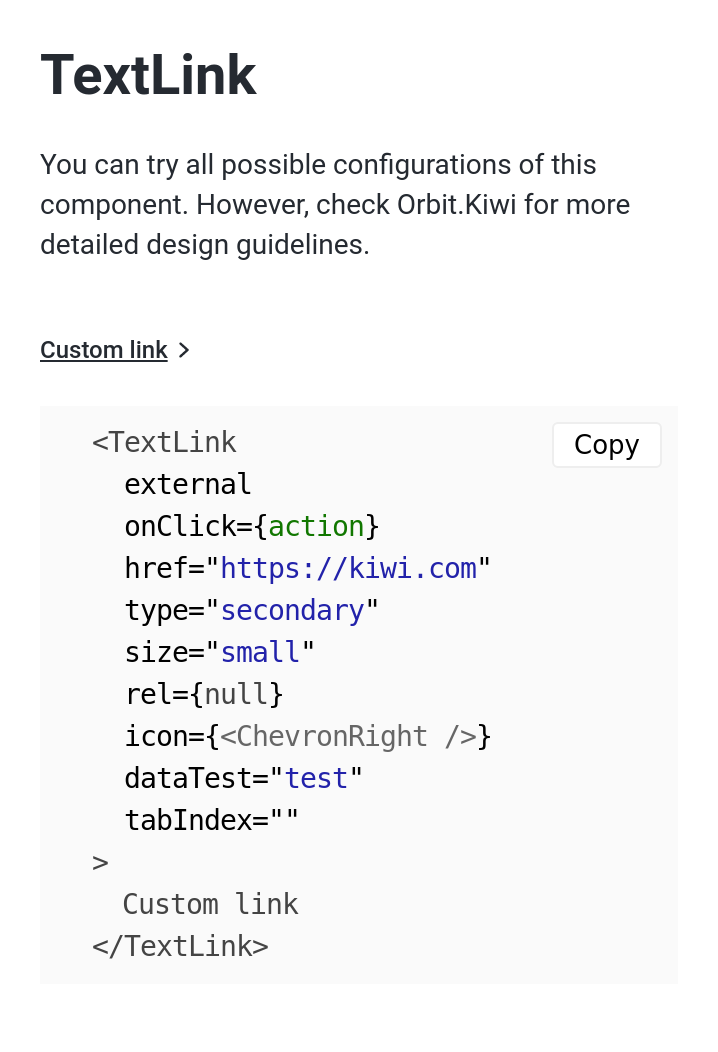 TextLink
You can try all possible configurations of this
component. However, check Orbit.Kiwi for more
detailed design guidelines.
Custom link
Copy
<TextLink
  external
  onClick={action}
  href="https://kiwi.com"
  type="secondary"
  size="small"
  rel={null}
  icon={<ChevronRight />}
  dataTest="test"
  tabIndex=""
>
  Custom link
</TextLink>